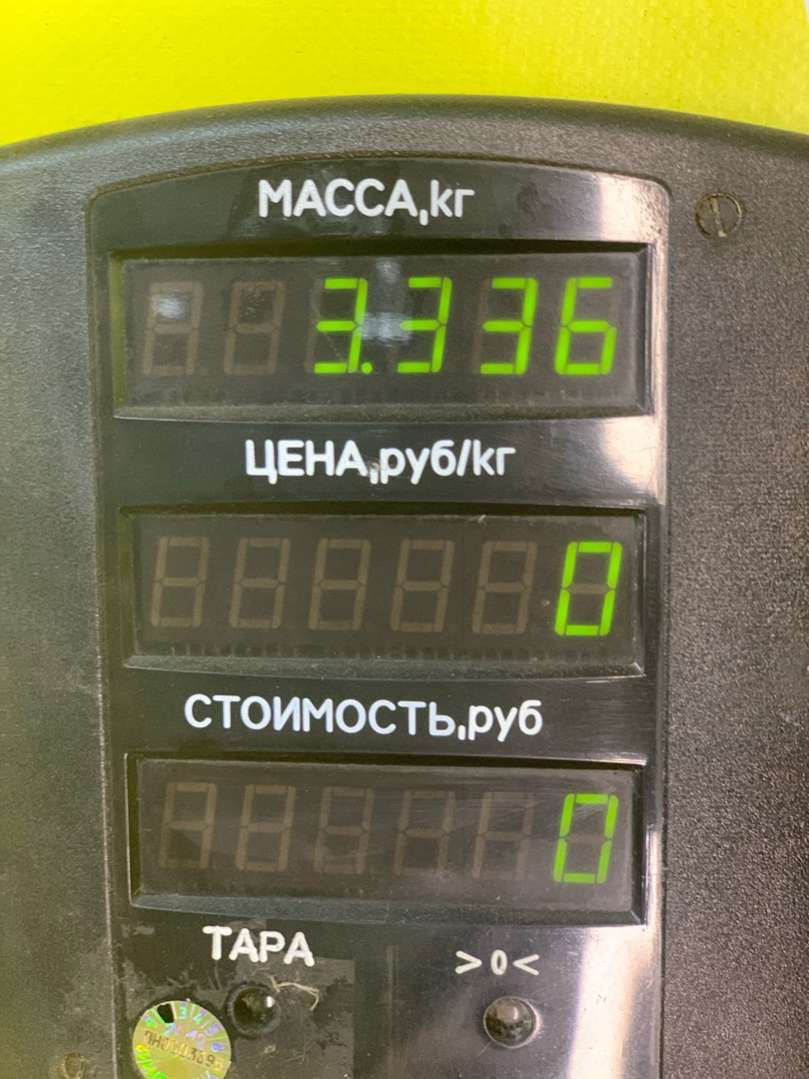 МАССА,кг
3.336
ЦЕНА,руб/кг
0
СТОИМОСТЬ,руб
0
ТАРА >0<